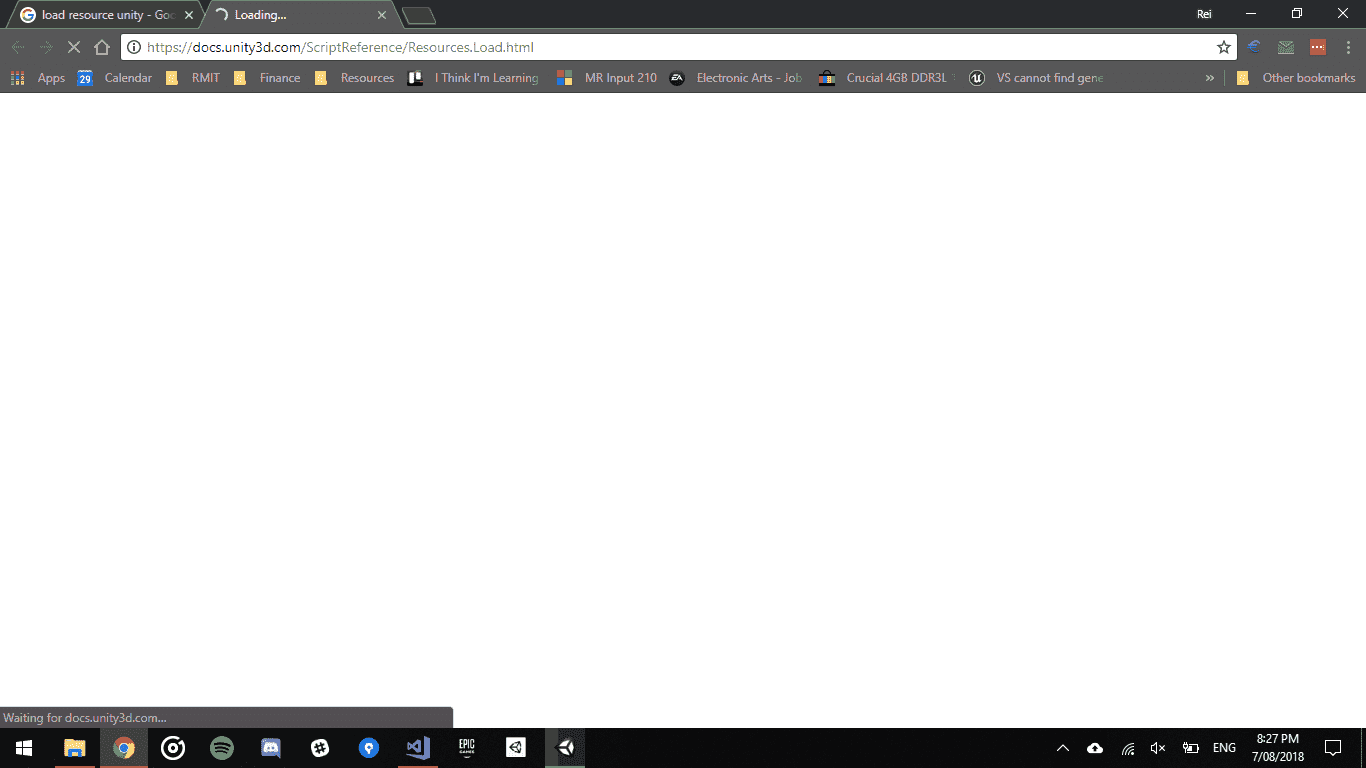 load resource unity - Goo
Loading...
Rei
https://docs.unity3d.com/ScriptReference/Resources.Load.html
Apps 29 Calendar RMIT Finance Resources I Think I'm Learning MR Input 210 EA Electronic Arts - Job Crucial 4GB DDR3L VS cannot find gene » Other bookmarks
Waiting for docs.unity3d.com...
EPIC
GAMES
ENG
8:27 PM
7/08/2018